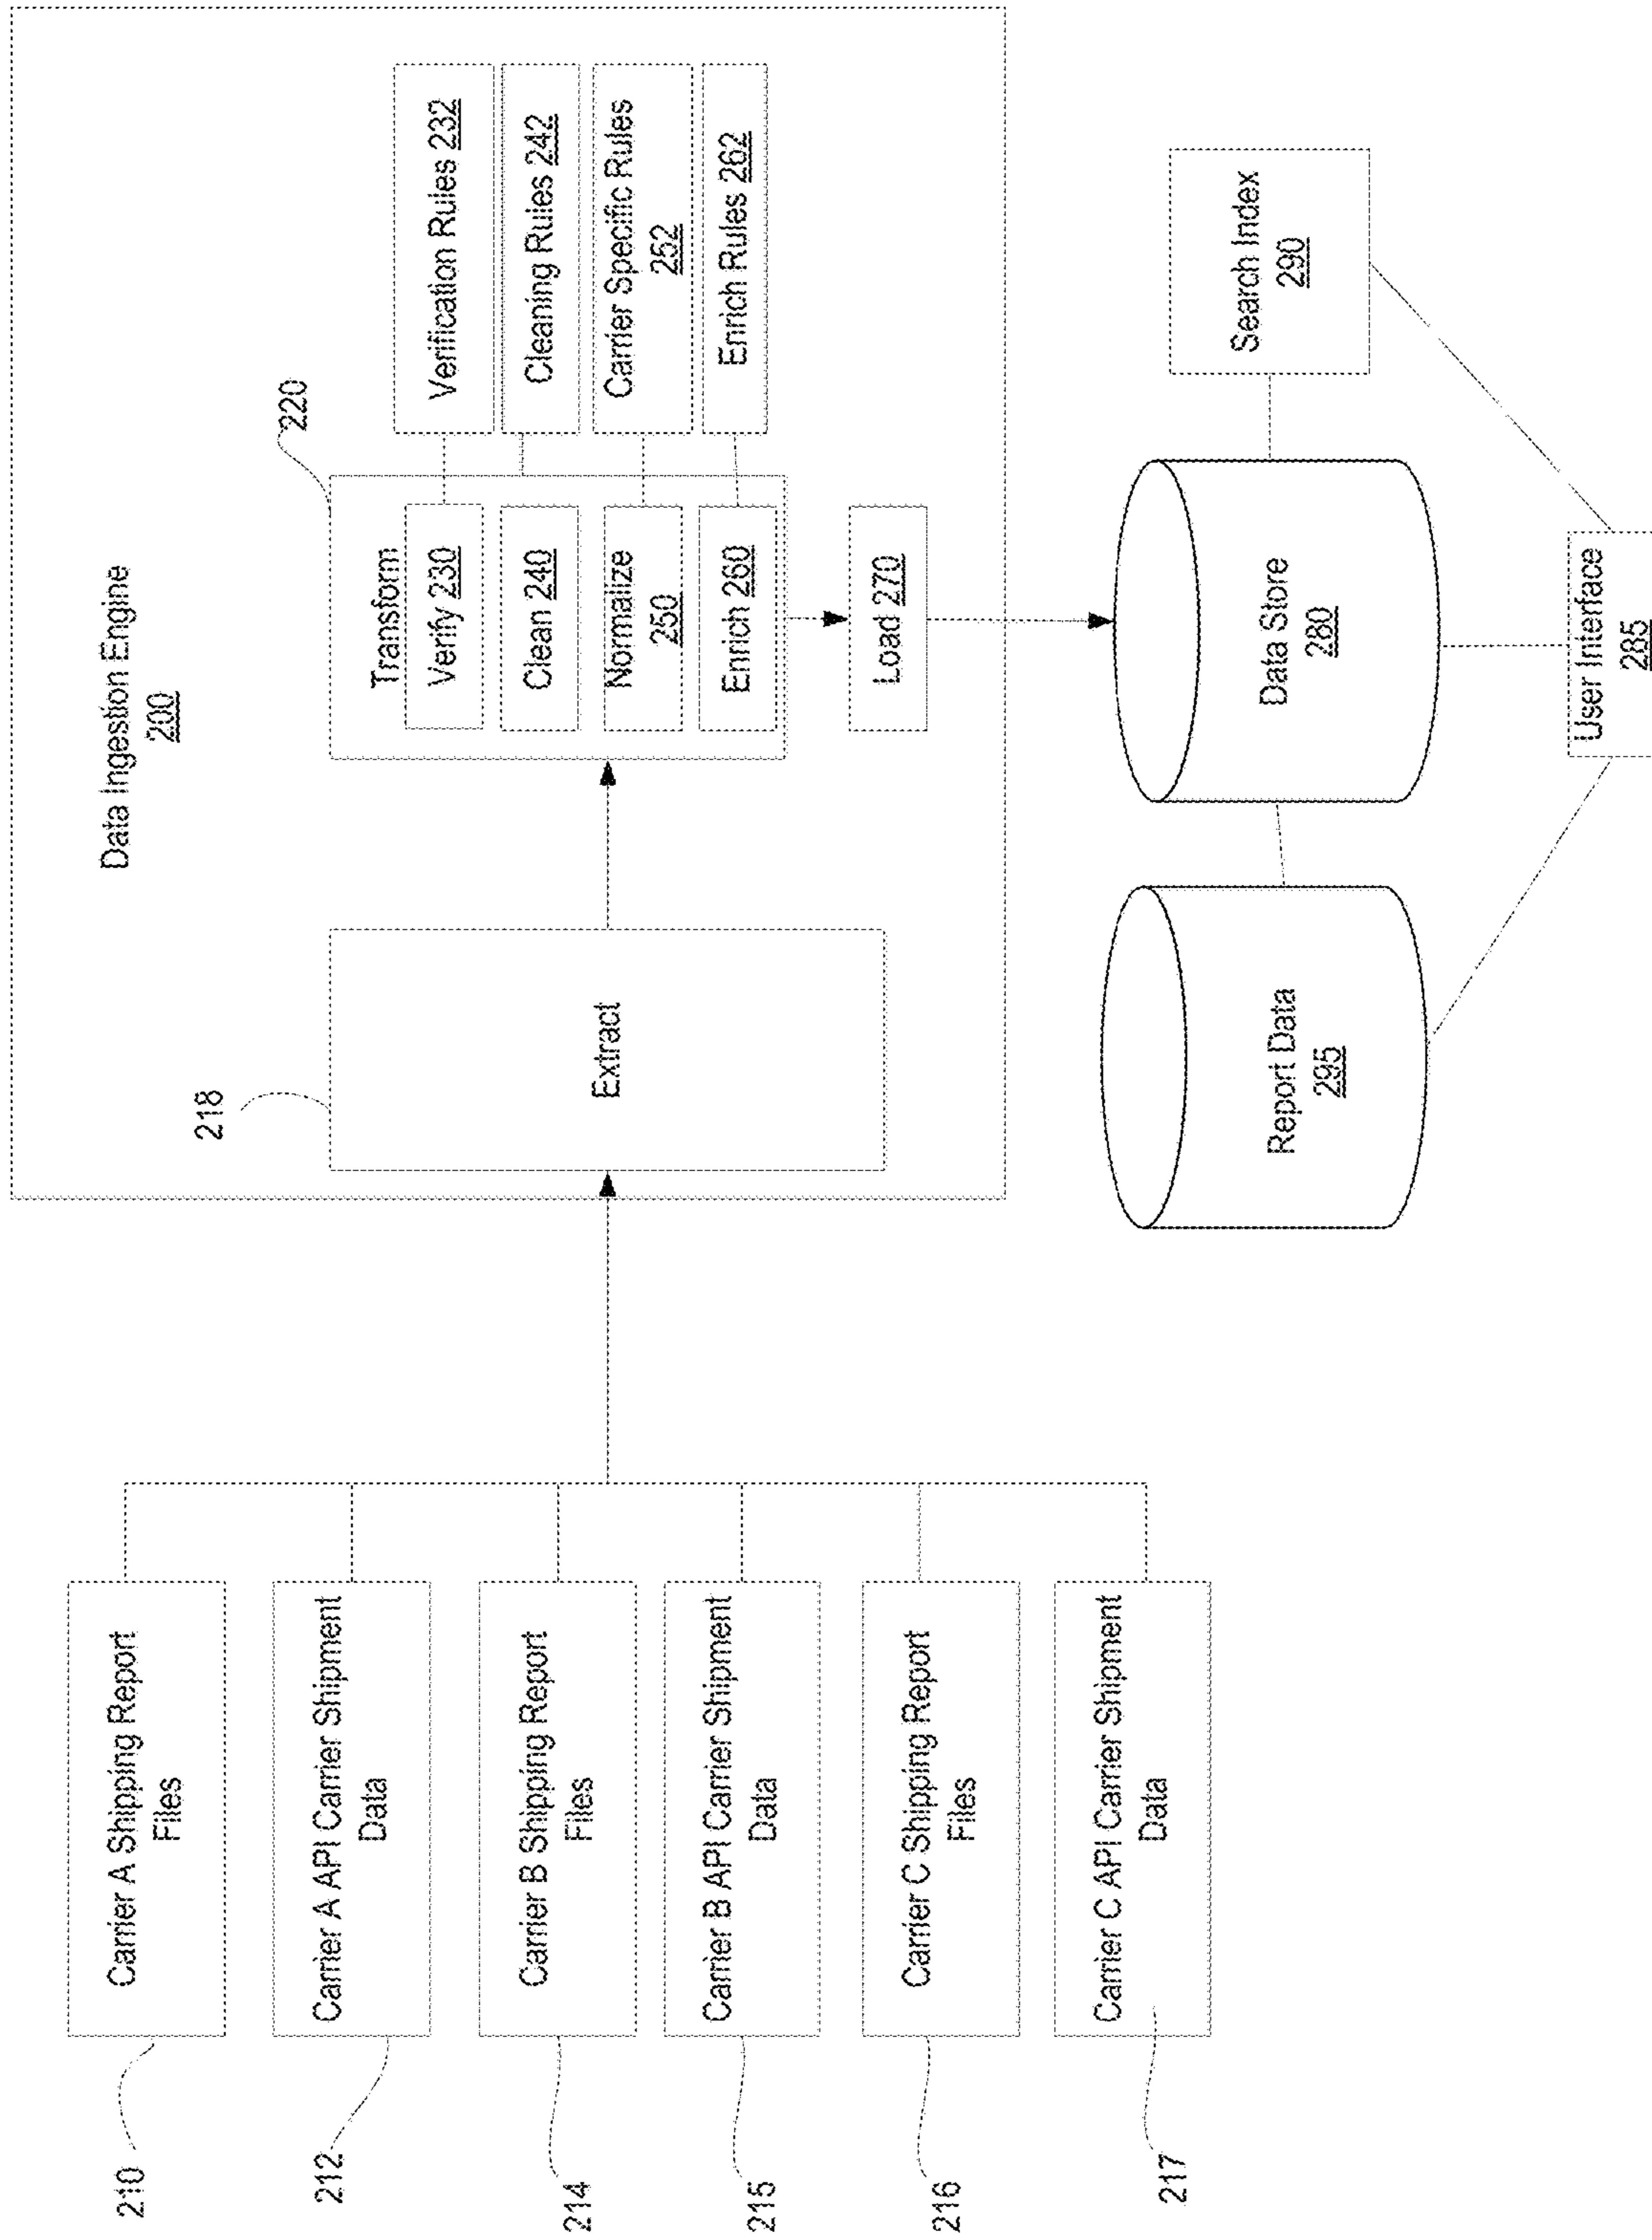 Data Ingestion Engine
200
210
Carrier A Shipping Report
Files
212
Carrier A API Carrier Shipment
Data
214
Carrier B Shipping Report
Files
215
Carrier B API Carrier Shipment
Data
216
Carrier C Shipping Report
Files
217
Carrier C API Carrier Shipment
Data
218
Extract
220
Transform
Verify 230
Clean 240
Normalize
250
Enrich 260
Verification Rules 232
Cleaning Rules 242
Carrier Specific Rules
252
Enrich Rules 262
Load 270
Report Data
295
Data Store
280
Search Index
290
User Interface
285